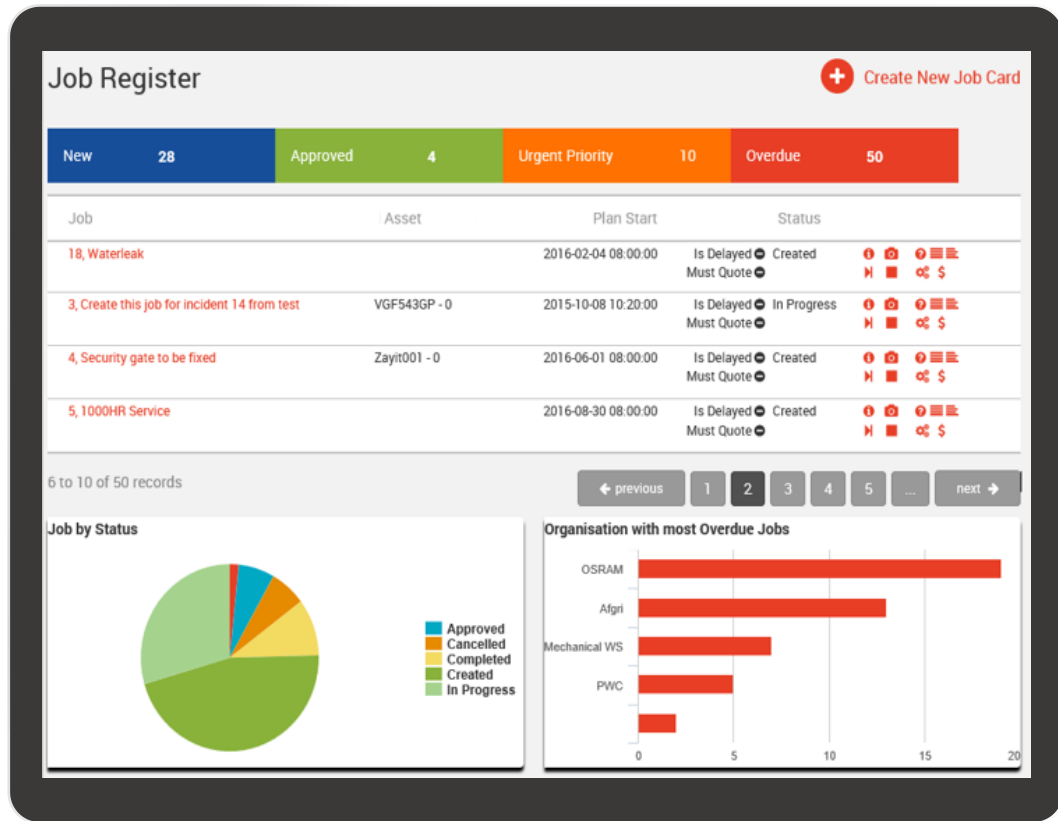 Job Register
Create New Job Card
New 28 Approved 4 Urgent Priority 10 Overdue 50
Job Asset Plan Start Status
18, Waterleak 2016-02-04 08:00:00 Is Delayed Created
Must Quote
3, Create this job for incident 14 from test VGF543GP - 0 2015-10-08 10:20:00 Is Delayed In Progress
Must Quote
4, Security gate to be fixed Zayit001 - 0 2016-06-01 08:00:00 Is Delayed Created
Must Quote
5, 1000HR Service 2016-08-30 08:00:00 Is Delayed Created
Must Quote
6 to 10 of 50 records
previous 1 2 3 4 5 ... next
Job by Status
Approved
Cancelled
Completed
Created
In Progress
Organisation with most Overdue Jobs
OSRAM
Afgri
Mechanical WS
PWC
0 5 10 15 20